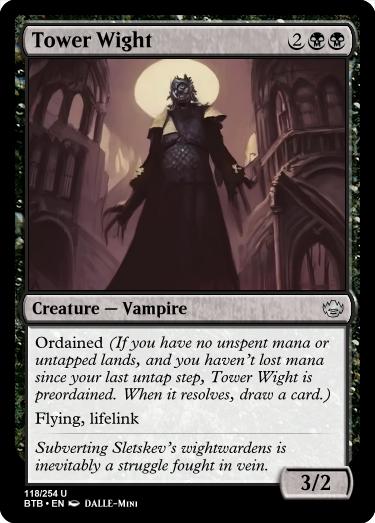 Tower Wight 2
Creature — Vampire
Ordained (If you have no unspent mana or
untapped lands, and you haven't lost mana
since your last untap step, Tower Wight is
preordained. When it resolves, draw a card.)
Flying, lifelink
Subverting Sletskev's wightwardens is
inevitably a struggle fought in vein.
3/2
118/254 U
BTB • EN DALLE-Mini